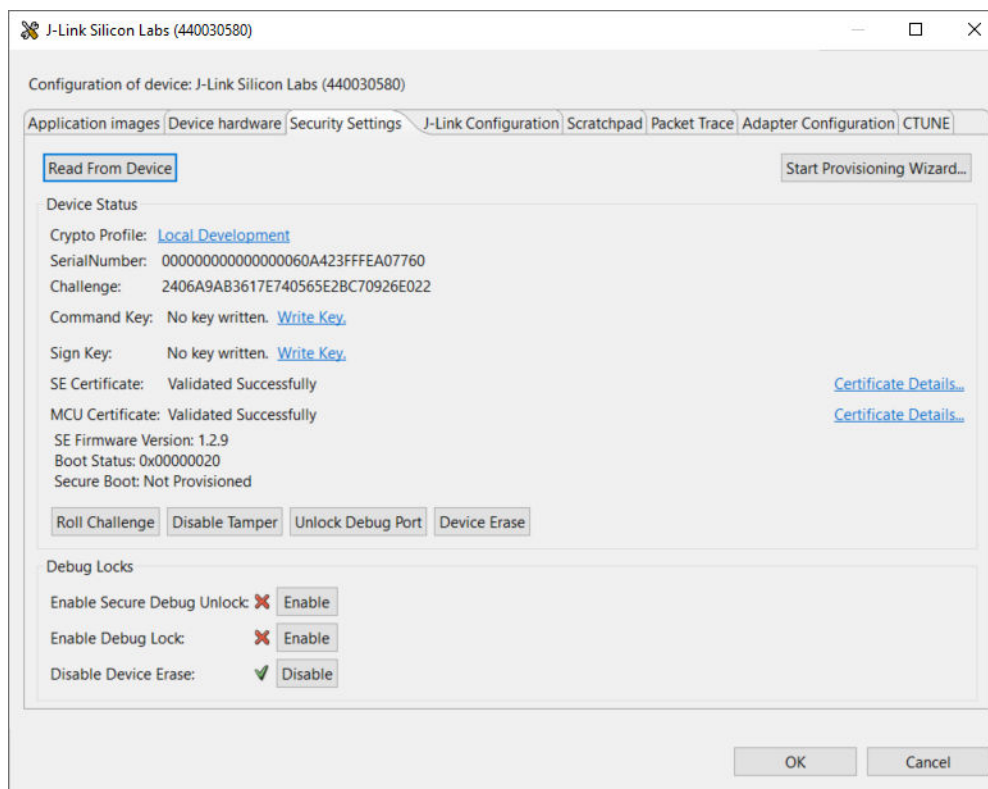 J-Link Silicon Labs (440030580)
Configuration of device: J-Link Silicon Labs (440030580)
Application images Device hardware Security Settings J-Link Configuration Scratchpad Packet Trace Adapter Configuration CTUNE
Read From Device Start Provisioning Wizard...
Device Status
Crypto Profile: Local Development
SerialNumber: 000000000000000060A423FFFEA07760
Challenge: 2406A9AB3617E740565E2BC70926E022
Command Key: No key written. Write Key.
Sign Key: No key written. Write Key.
SE Certificate: Validated Successfully Certificate Details...
MCU Certificate: Validated Successfully Certificate Details...
SE Firmware Version: 1.2.9
Boot Status: 0x00000020
Secure Boot: Not Provisioned
Roll Challenge Disable Tamper Unlock Debug Port Device Erase
Debug Locks
Enable Secure Debug Unlock: Enable
Enable Debug Lock: Enable
Disable Device Erase: Disable
OK Cancel